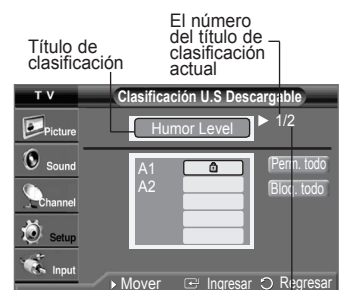 El número
del título de
clasificación
actual
Título de
clasificación
T V
Clasificación U.S Descargable
Picture
Humor Level
► 1/2
Sound
A1
Perm. todo
A2
Bloq. todo
Channel
Setup
Input
Mover
Ingresar
Regresar